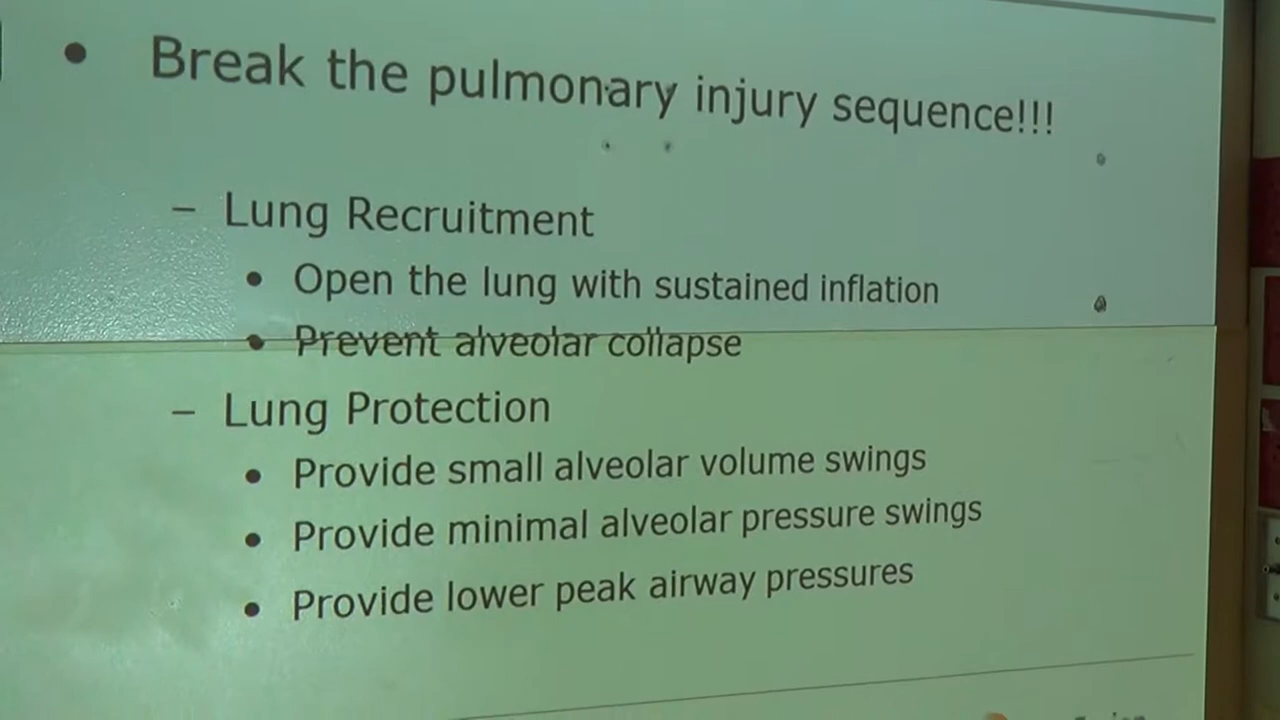 • Break the pulmonary injury sequence!!!
– Lung Recruitment
• Open the lung with sustained inflation
• Prevent alveolar collapse
– Lung Protection
• Provide small alveolar volume swings
• Provide minimal alveolar pressure swings
• Provide lower peak airway pressures